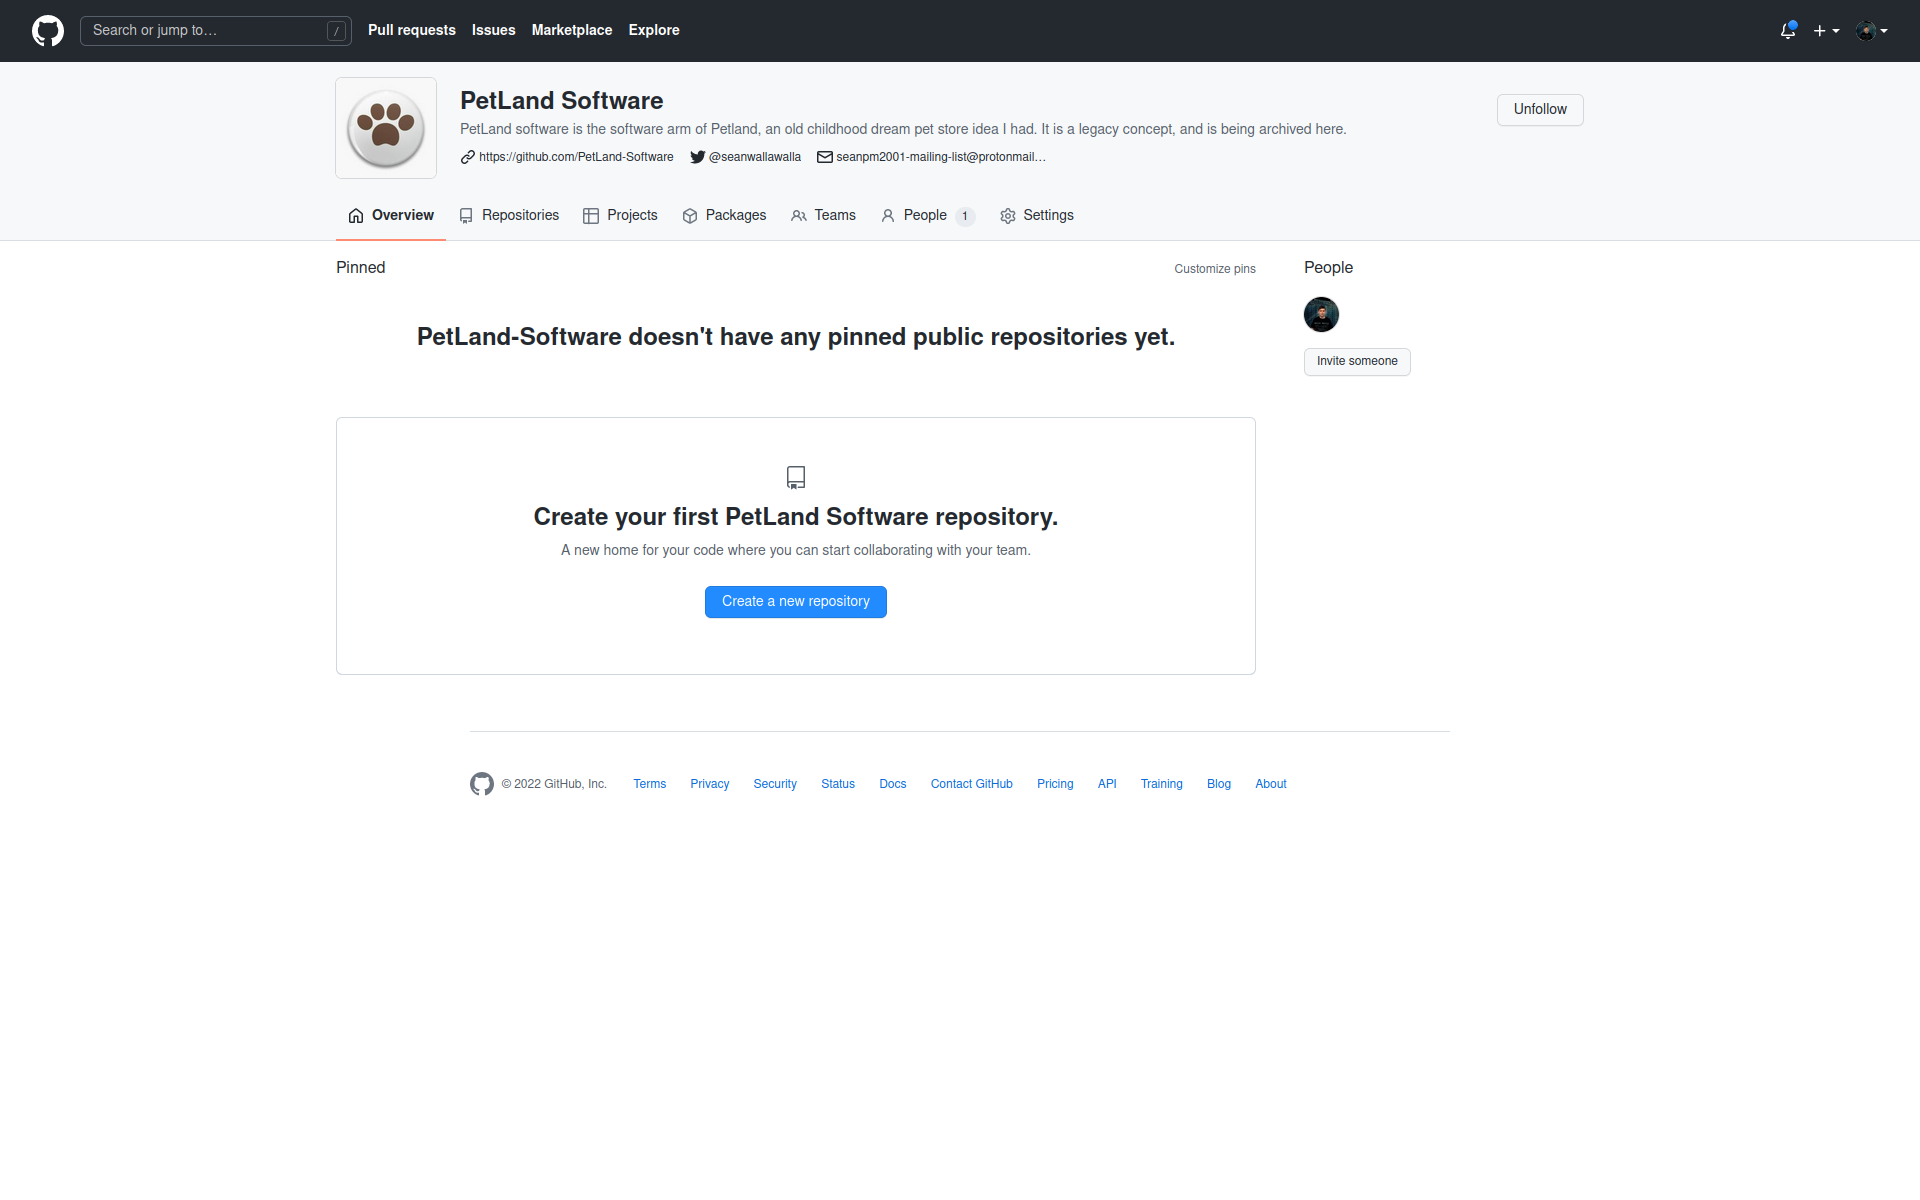 Search or jump to… /
Pull requests Issues Marketplace Explore
PetLand Software
Unfollow
PetLand software is the software arm of Petland, an old childhood dream pet store idea I had. It is a legacy concept, and is being archived here.
https://github.com/PetLand-Software @seanwallawalla seanpm2001-mailing-list@protonmail…
Overview Repositories Projects Packages Teams People 1 Settings
Pinned
Customize pins
People
PetLand-Software doesn't have any pinned public repositories yet.
Invite someone
Create your first PetLand Software repository.
A new home for your code where you can start collaborating with your team.
Create a new repository
© 2022 GitHub, Inc. Terms Privacy Security Status Docs Contact GitHub Pricing API Training Blog About